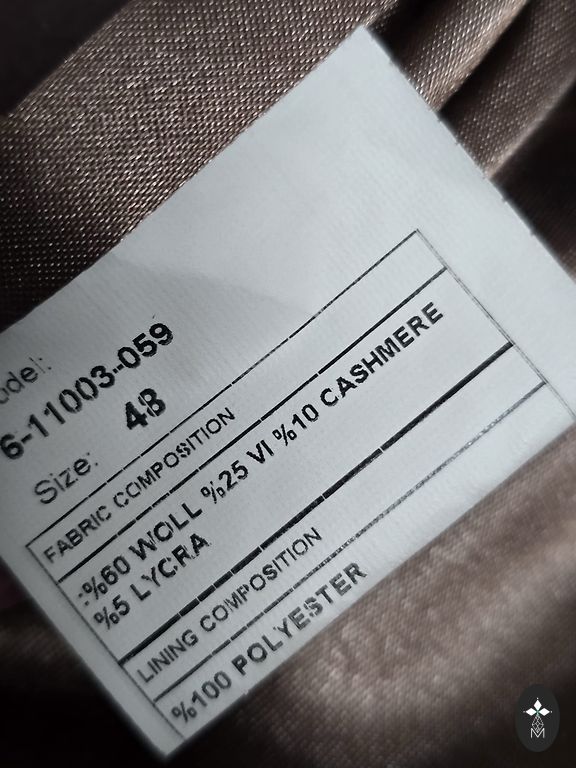 odel:
6-11003-059
Size: 48
FABRIC COMPOSITION
:%60 WOLL %25 VI %10 CASHMERE
%5 LYCRA
LINING COMPOSITION
%100 POLYESTER
M